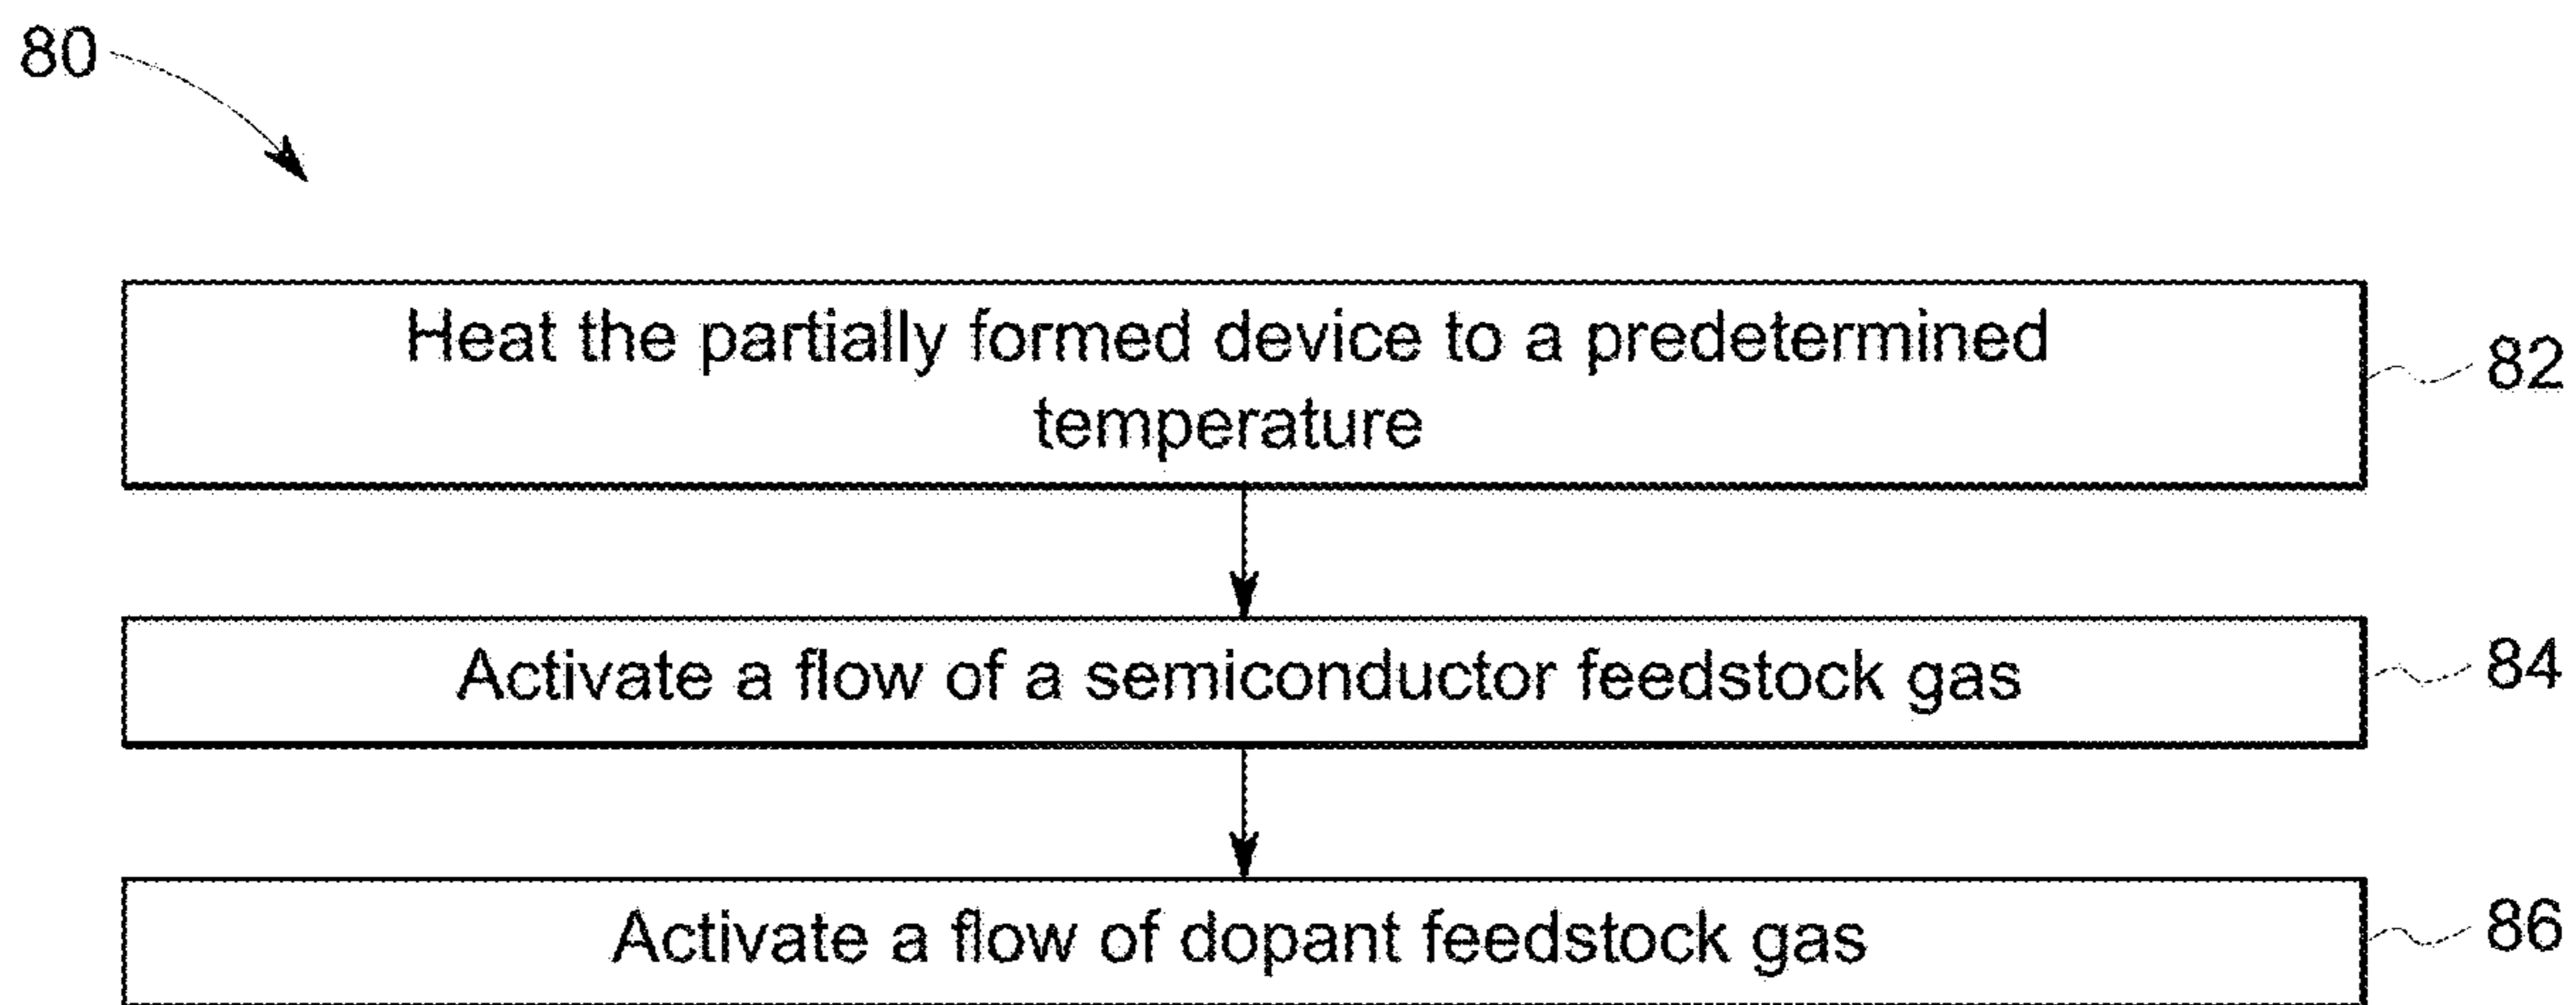 80
Heat the partially formed device to a predetermined
temperature
82
Activate a flow of a semiconductor feedstock gas
84
Activate a flow of dopant feedstock gas
86